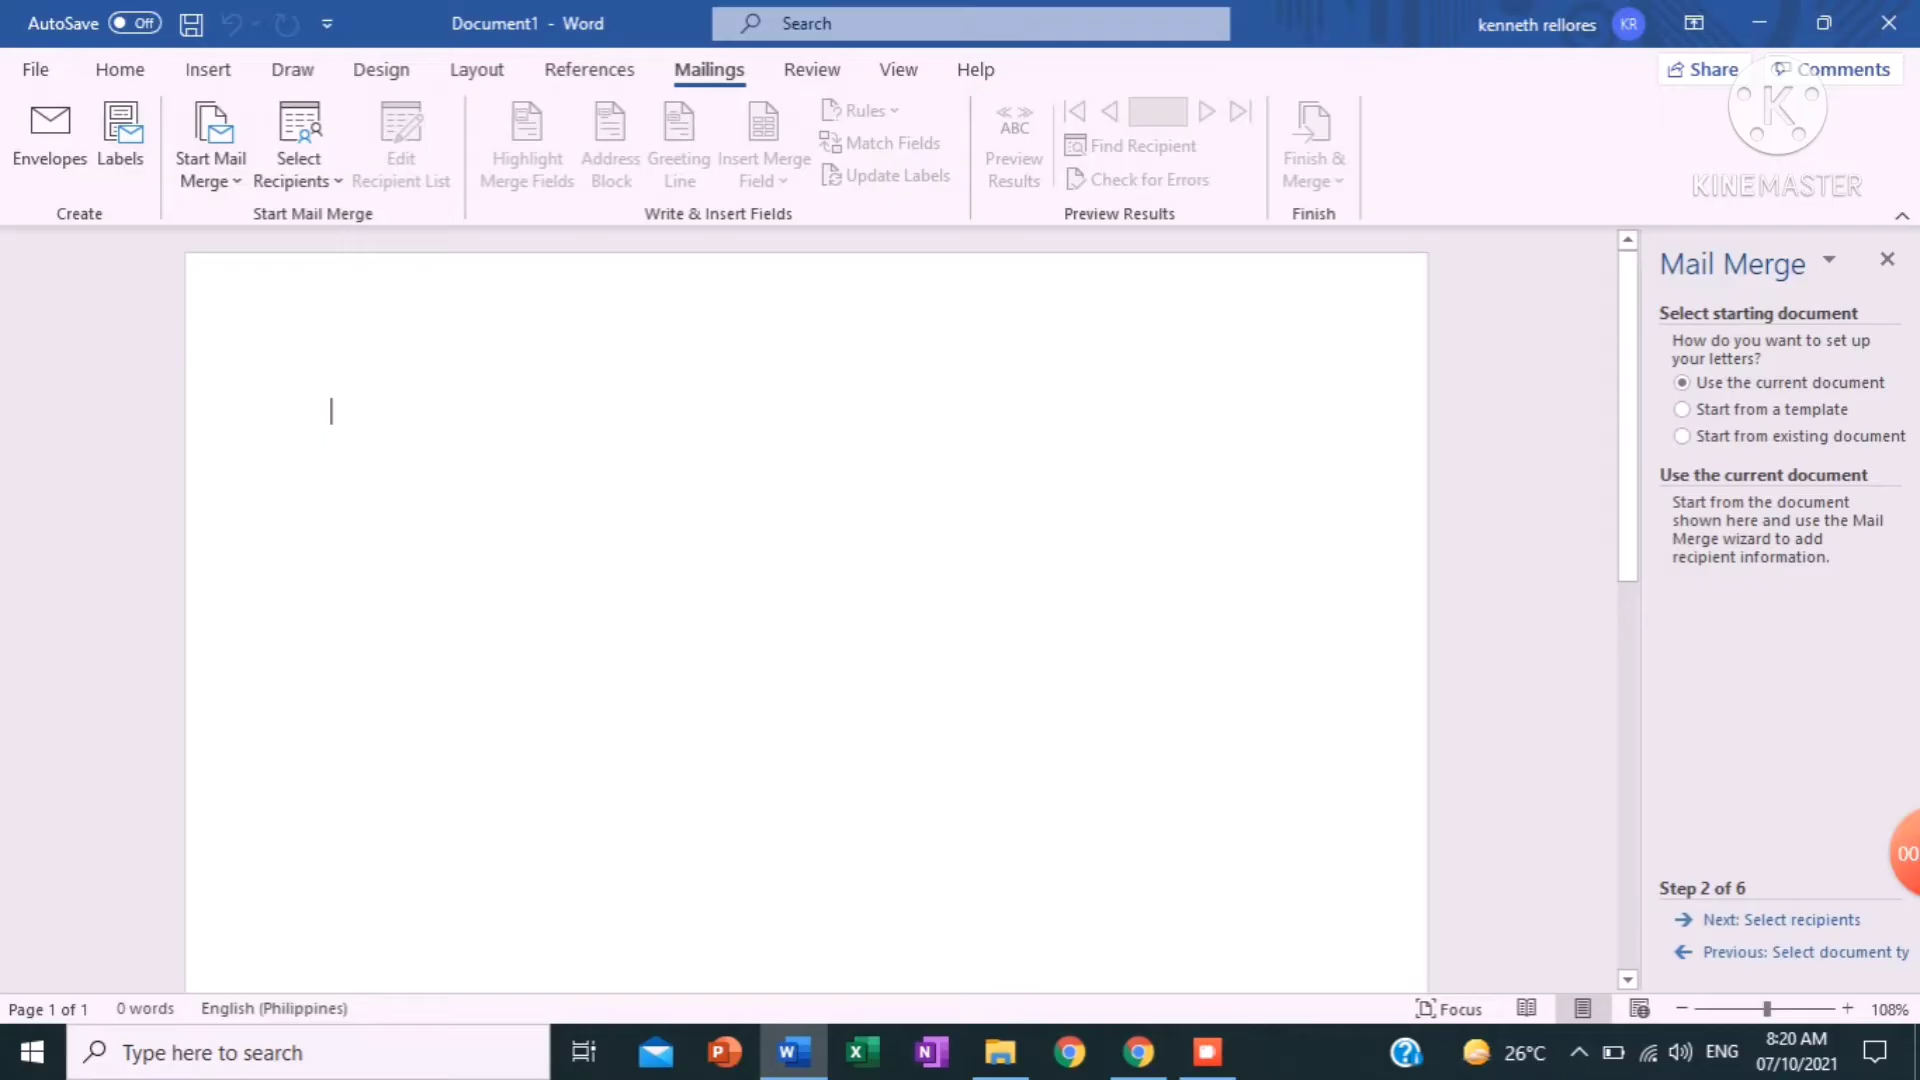 AutoSave Off Document1 - Word Search kenneth rellores KR
File Home Insert Draw Design Layout References Mailings Review View Help Share Comments
Envelopes Labels Start Mail Merge Select Recipients Edit Recipient List Highlight Merge Fields Address Block Greeting Line Insert Merge Field Rules Match Fields Update Labels ABC Preview Results Find Recipient Check for Errors Finish & Merge
K
KINEMASTER
Create Start Mail Merge Write & Insert Fields Preview Results Finish
Mail Merge
Select starting document
How do you want to set up
your letters?
Use the current document
Start from a template
Start from existing document
Use the current document
Start from the document
shown here and use the Mail
Merge wizard to add
recipient information.
00
Step 2 of 6
Next: Select recipients
Previous: Select document ty
Page 1 of 1 0 words English (Philippines) Focus 108%
Type here to search 26°C ENG 8:20 AM
07/10/2021